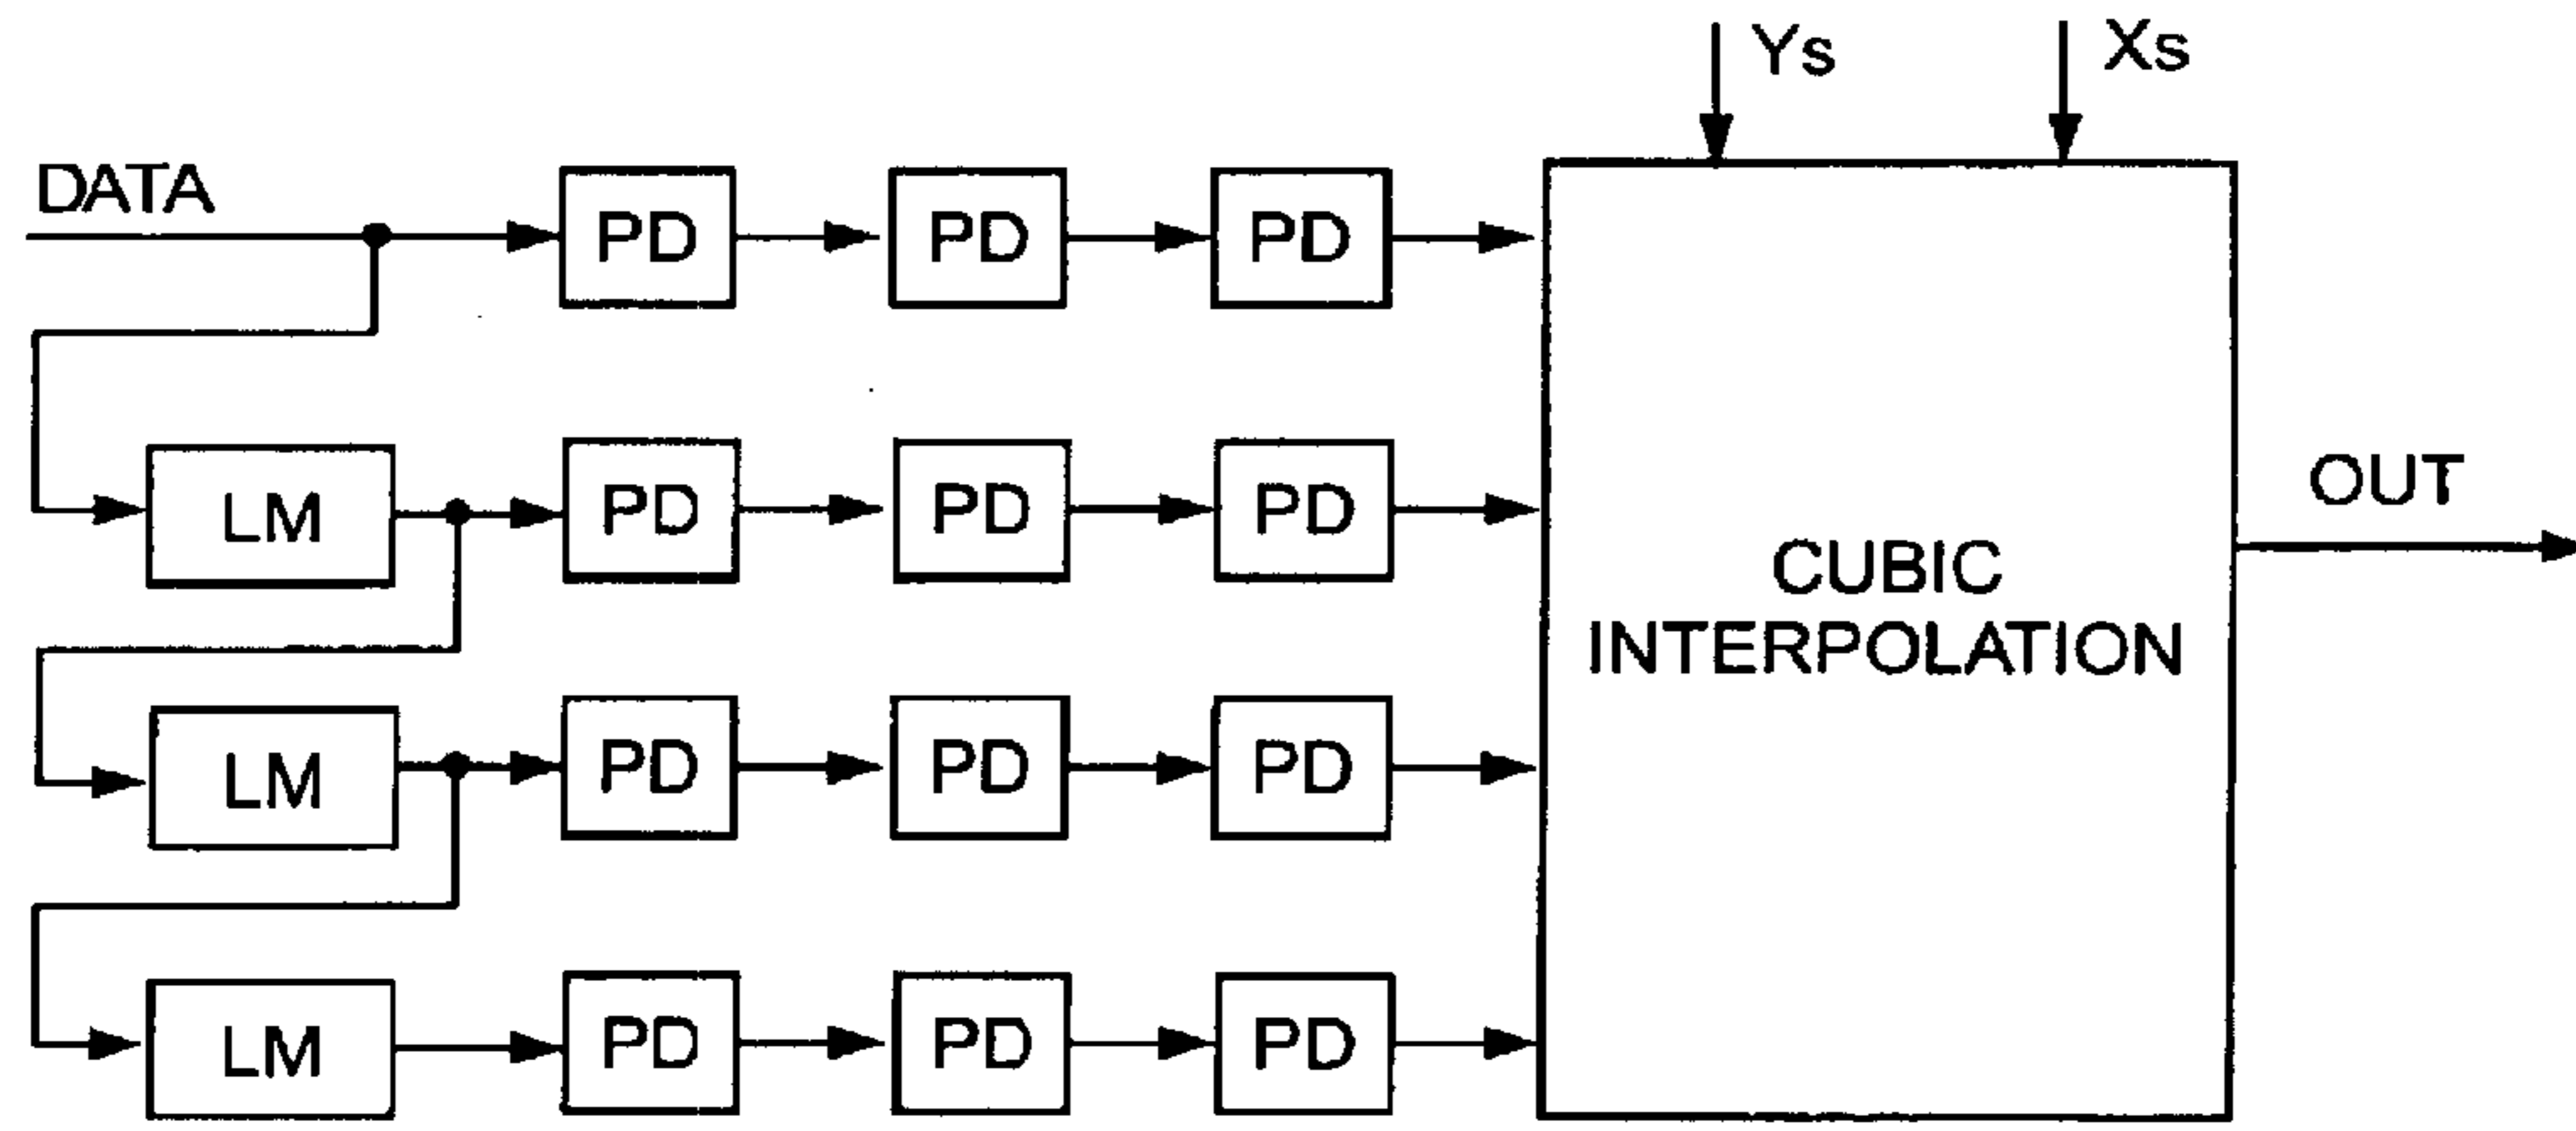 Ys Xs
DATA
PD PD PD
LM PD PD PD
OUT
CUBIC
INTERPOLATION
LM PD PD PD
LM PD PD PD